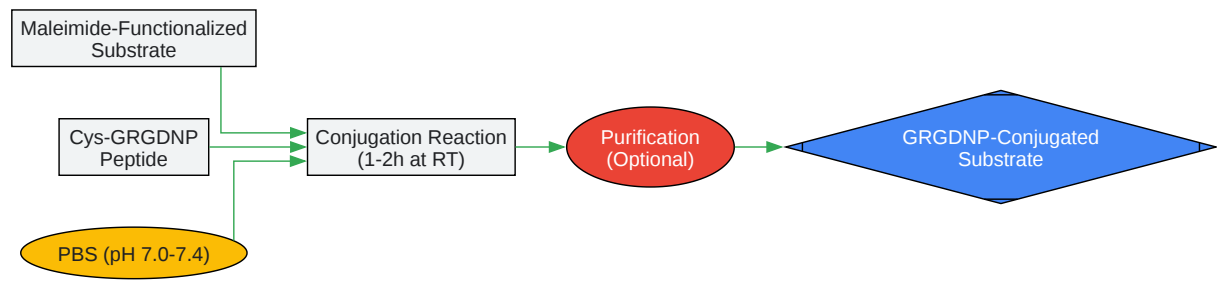 Maleimide-Functionalized
Substrate
Cys-GRGDNP
Peptide
PBS (pH 7.0-7.4)
Conjugation Reaction
(1-2h at RT)
Purification
(Optional)
GRGDNP-Conjugated
Substrate